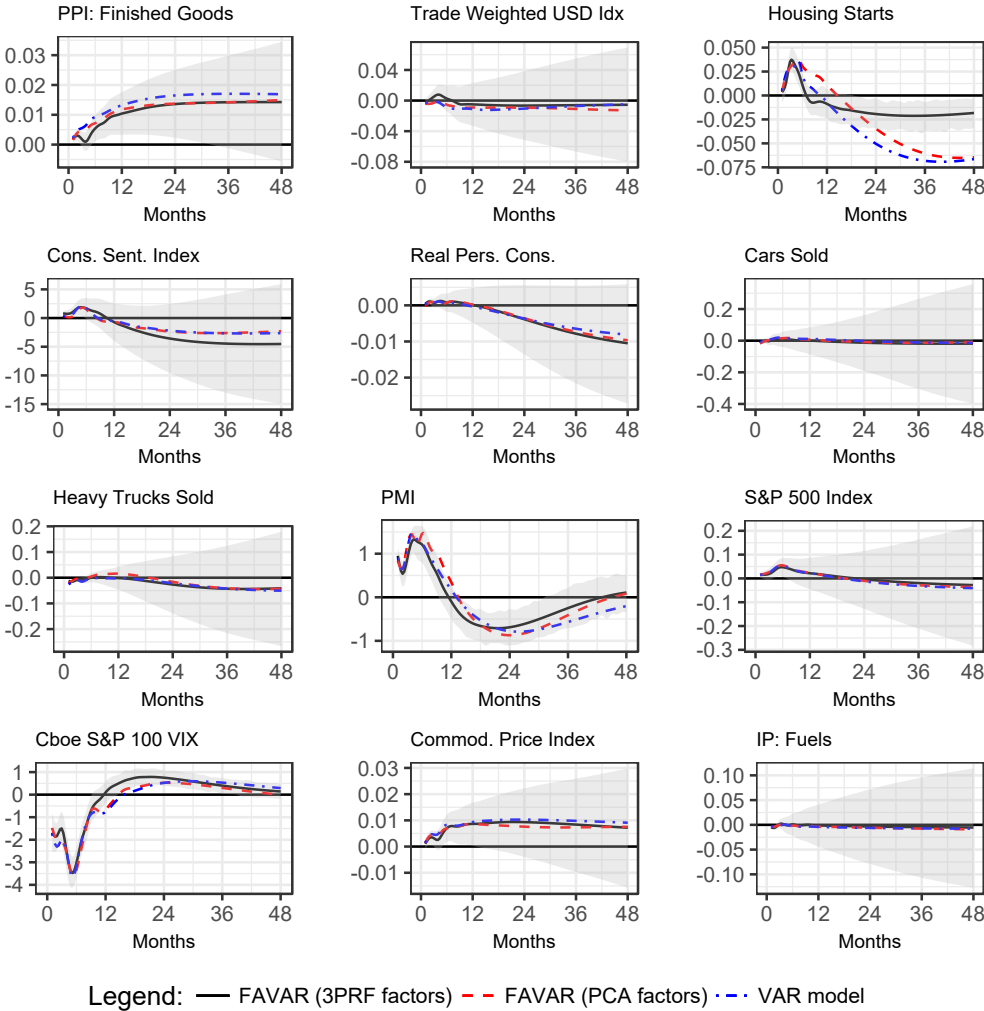 PPI: Finished Goods
0.03
0.02
0.01
0.00
0 12 24 36 48
Months
Trade Weighted USD Idx
0.04
0.00
-0.04
-0.08
0 12 24 36 48
Months
Housing Starts
0.050
0.025
0.000
-0.025
-0.050
-0.075
0 12 24 36 48
Months
Cons. Sent. Index
5
0
-5
-10
-15
0 12 24 36 48
Months
Real Pers. Cons.
0.00
-0.01
-0.02
0 12 24 36 48
Months
Cars Sold
0.2
0.0
-0.2
-0.4
0 12 24 36 48
Months
Heavy Trucks Sold
0.2
0.1
0.0
-0.1
-0.2
0 12 24 36 48
Months
PMI
1
0
-1
0 12 24 36 48
Months
S&P 500 Index
0.2
0.1
0.0
-0.1
-0.2
-0.3
0 12 24 36 48
Months
Cboe S&P 100 VIX
1
0
-1
-2
-3
-4
0 12 24 36 48
Months
Commod. Price Index
0.03
0.02
0.01
0.00
-0.01
0 12 24 36 48
Months
IP: Fuels
0.10
0.05
0.00
-0.05
-0.10
0 12 24 36 48
Months
Legend: FAVAR (3PRF factors) FAVAR (PCA factors) VAR model